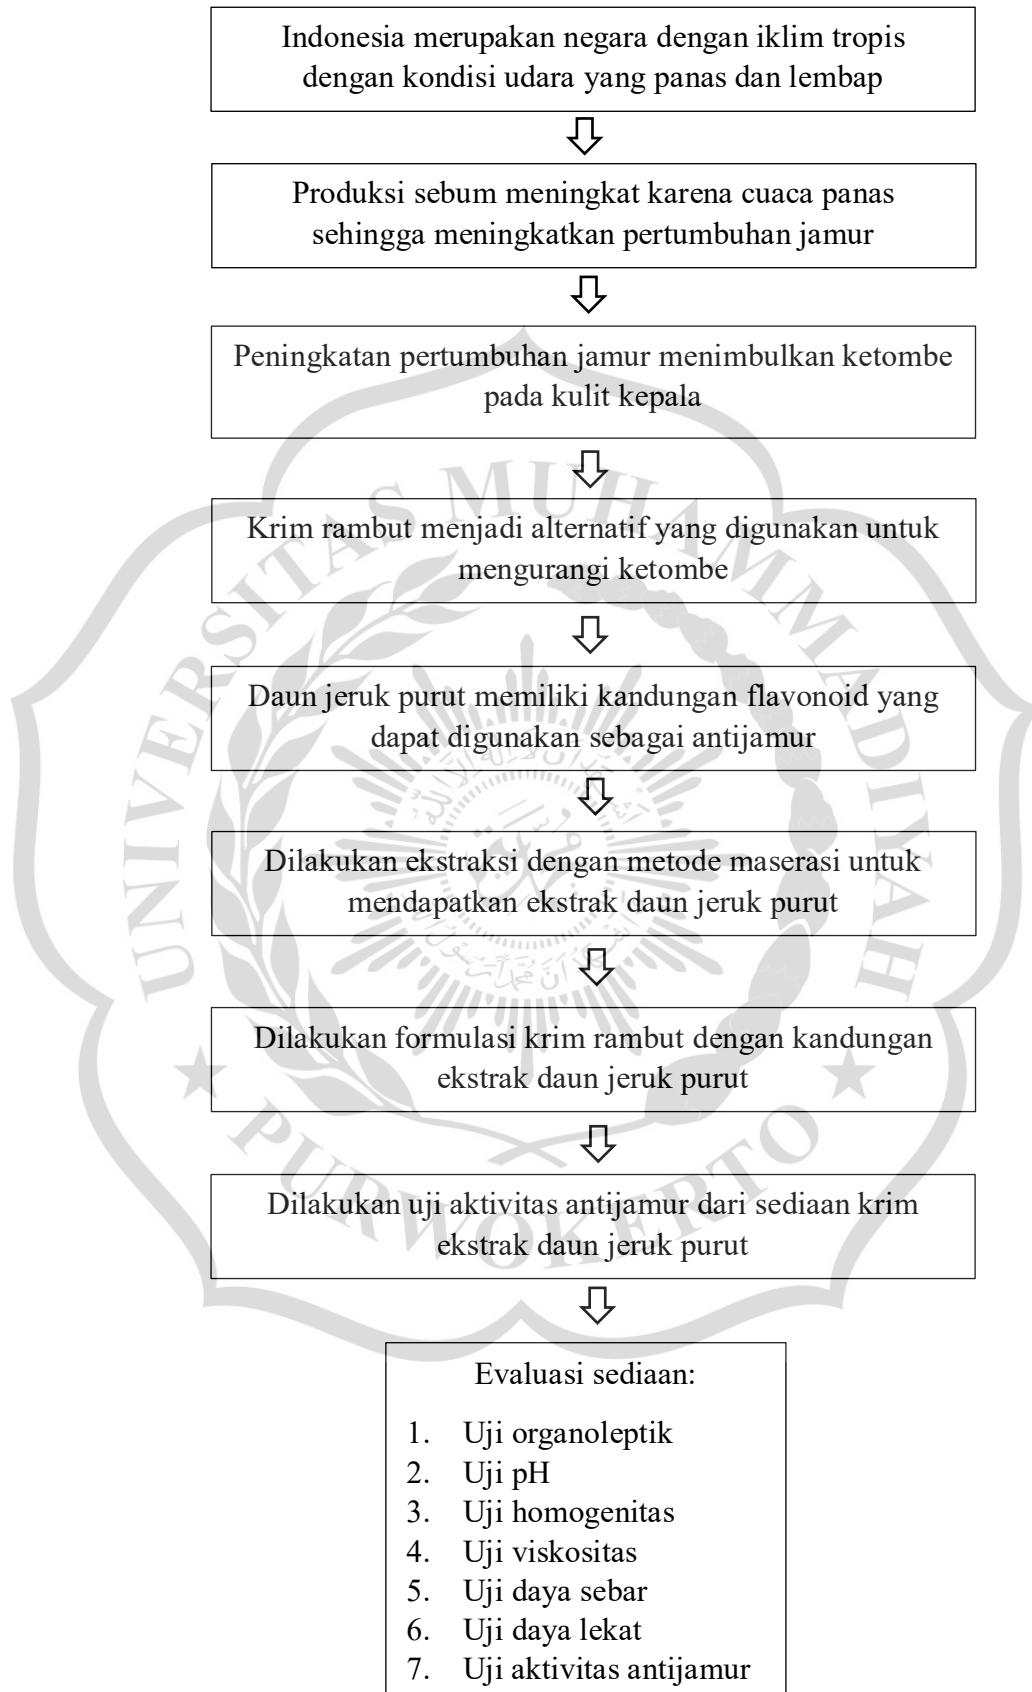 Indonesia merupakan negara dengan iklim tropis
dengan kondisi udara yang panas dan lembap
Produksi sebum meningkat karena cuaca panas
sehingga meningkatkan pertumbuhan jamur
Peningkatan pertumbuhan jamur menimbulkan ketombe
pada kulit kepala
Krim rambut menjadi alternatif yang digunakan untuk
mengurangi ketombe
Daun jeruk purut memiliki kandungan flavonoid yang
dapat digunakan sebagai antijamur
Dilakukan ekstraksi dengan metode maserasi untuk
mendapatkan ekstrak daun jeruk purut
Dilakukan formulasi krim rambut dengan kandungan
ekstrak daun jeruk purut
Dilakukan uji aktivitas antijamur dari sediaan krim
ekstrak daun jeruk purut
Evaluasi sediaan:
1. Uji organoleptik
2. Uji pH
3. Uji homogenitas
4. Uji viskositas
5. Uji daya sebar
6. Uji daya lekat
7. Uji aktivitas antijamur
UNIVERSITAS MUHAMMADIYAH
PURWOKERTO